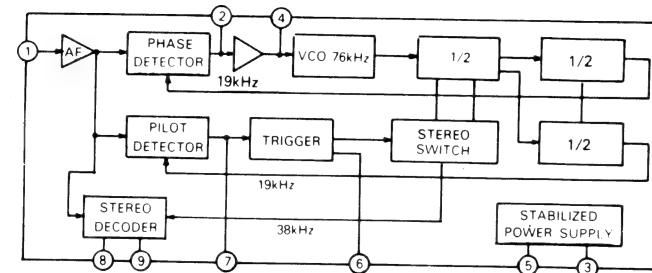 2
4
1
AF
PHASE
DETECTOR
VCO 76kHz
1/2
1/2
19kHz
PILOT
DETECTOR
TRIGGER
STEREO
SWITCH
1/2
19kHz
STEREO
DECODER
38kHz
STABILIZED
POWER SUPPLY
8
9
7
6
5
3